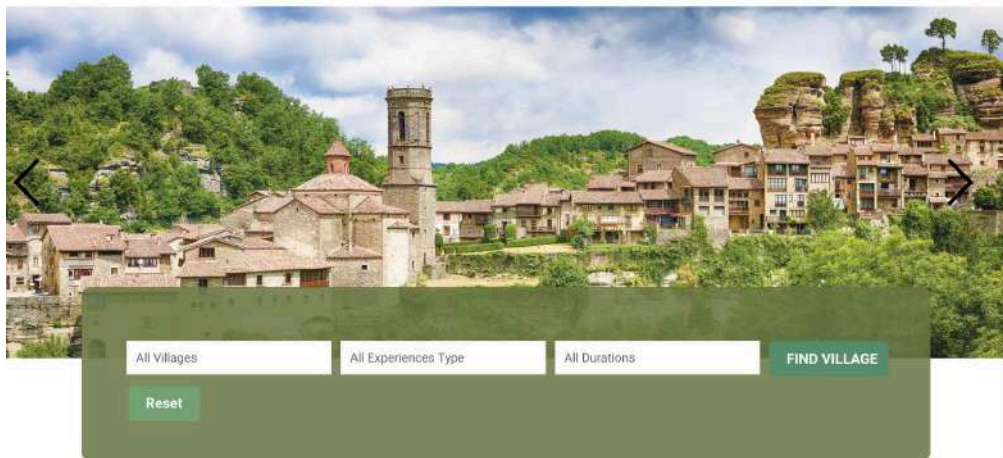 All Villages
All Experiences Type
All Durations
FIND VILLAGE
Reset